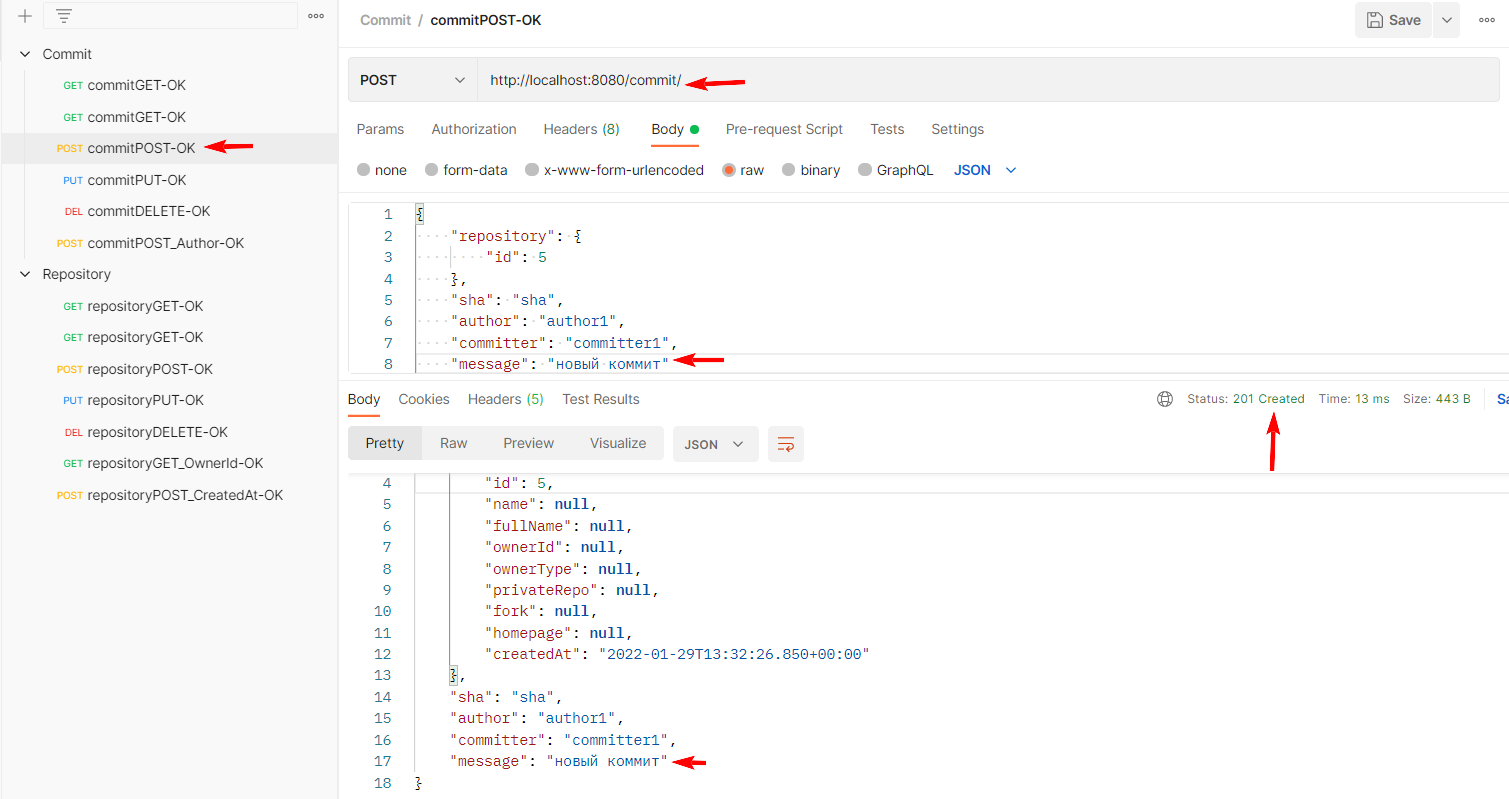 Commit
GET commitGET-OK
GET commitGET-OK
POST commitPOST-OK
PUT commitPUT-OK
DEL commitDELETE-OK
POST commitPOST_Author-OK
Repository
GET repositoryGET-OK
GET repositoryGET-OK
POST repositoryPOST-OK
PUT repositoryPUT-OK
DEL repositoryDELETE-OK
GET repositoryGET_OwnerId-OK
POST repositoryPOST_CreatedAt-OK
Commit / commitPOST-OK
Save
POST http://localhost:8080/commit/
Params Authorization Headers (8) Body Pre-request Script Tests Settings
none form-data x-www-form-urlencoded raw binary GraphQL JSON
1 {
2 "repository": {
3 "id": 5
4 },
5 "sha": "sha",
6 "author": "author1",
7 "committer": "committer1",
8 "message": "новый коммит"
Body Cookies Headers (5) Test Results Status: 201 Created Time: 13 ms Size: 443 B Sa
Pretty Raw Preview Visualize JSON
4 "id": 5,
5 "name": null,
6 "fullName": null,
7 "ownerId": null,
8 "ownerType": null,
9 "privateRepo": null,
10 "fork": null,
11 "homepage": null,
12 "createdAt": "2022-01-29T13:32:26.850+00:00"
13 },
14 "sha": "sha",
15 "author": "author1",
16 "committer": "committer1",
17 "message": "новый коммит"
18 }